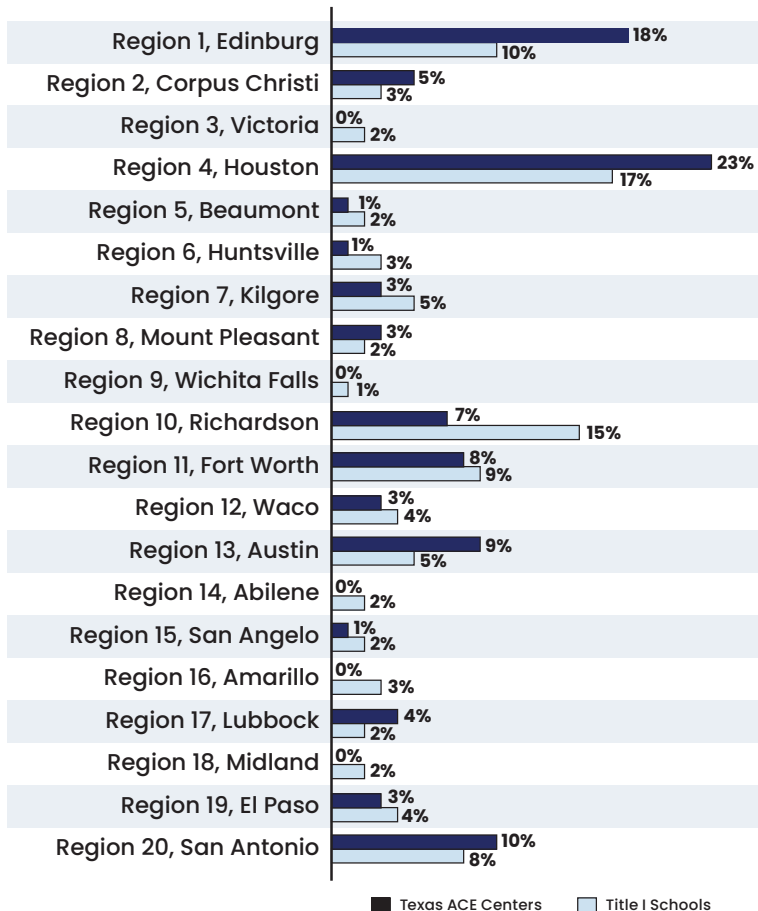 Region 1, Edinburg
18%
10%
Region 2, Corpus Christi
5%
3%
Region 3, Victoria
0%
2%
Region 4, Houston
23%
17%
Region 5, Beaumont
1%
2%
Region 6, Huntsville
1%
3%
Region 7, Kilgore
3%
5%
Region 8, Mount Pleasant
3%
2%
Region 9, Wichita Falls
0%
1%
Region 10, Richardson
7%
15%
Region 11, Fort Worth
8%
9%
Region 12, Waco
3%
4%
Region 13, Austin
9%
5%
Region 14, Abilene
0%
2%
Region 15, San Angelo
1%
2%
Region 16, Amarillo
0%
3%
Region 17, Lubbock
4%
2%
Region 18, Midland
0%
2%
Region 19, El Paso
3%
4%
Region 20, San Antonio
10%
8%
Texas ACE Centers
Title I Schools